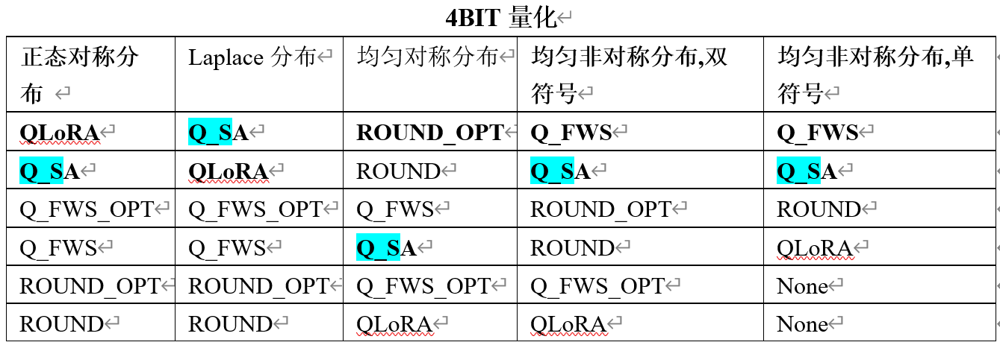 4BIT 量化
正态对称分布 Laplace 分布 均匀对称分布 均匀非对称分布,双符号 均匀非对称分布,单符号
QLoRA Q_SA ROUND_OPT Q_FWS Q_FWS
Q_SA QLoRA ROUND Q_SA Q_SA
Q_FWS_OPT Q_FWS_OPT Q_FWS ROUND_OPT ROUND
Q_FWS Q_FWS Q_SA ROUND QLoRA
ROUND_OPT ROUND_OPT Q_FWS_OPT Q_FWS_OPT None
ROUND ROUND QLoRA QLoRA None